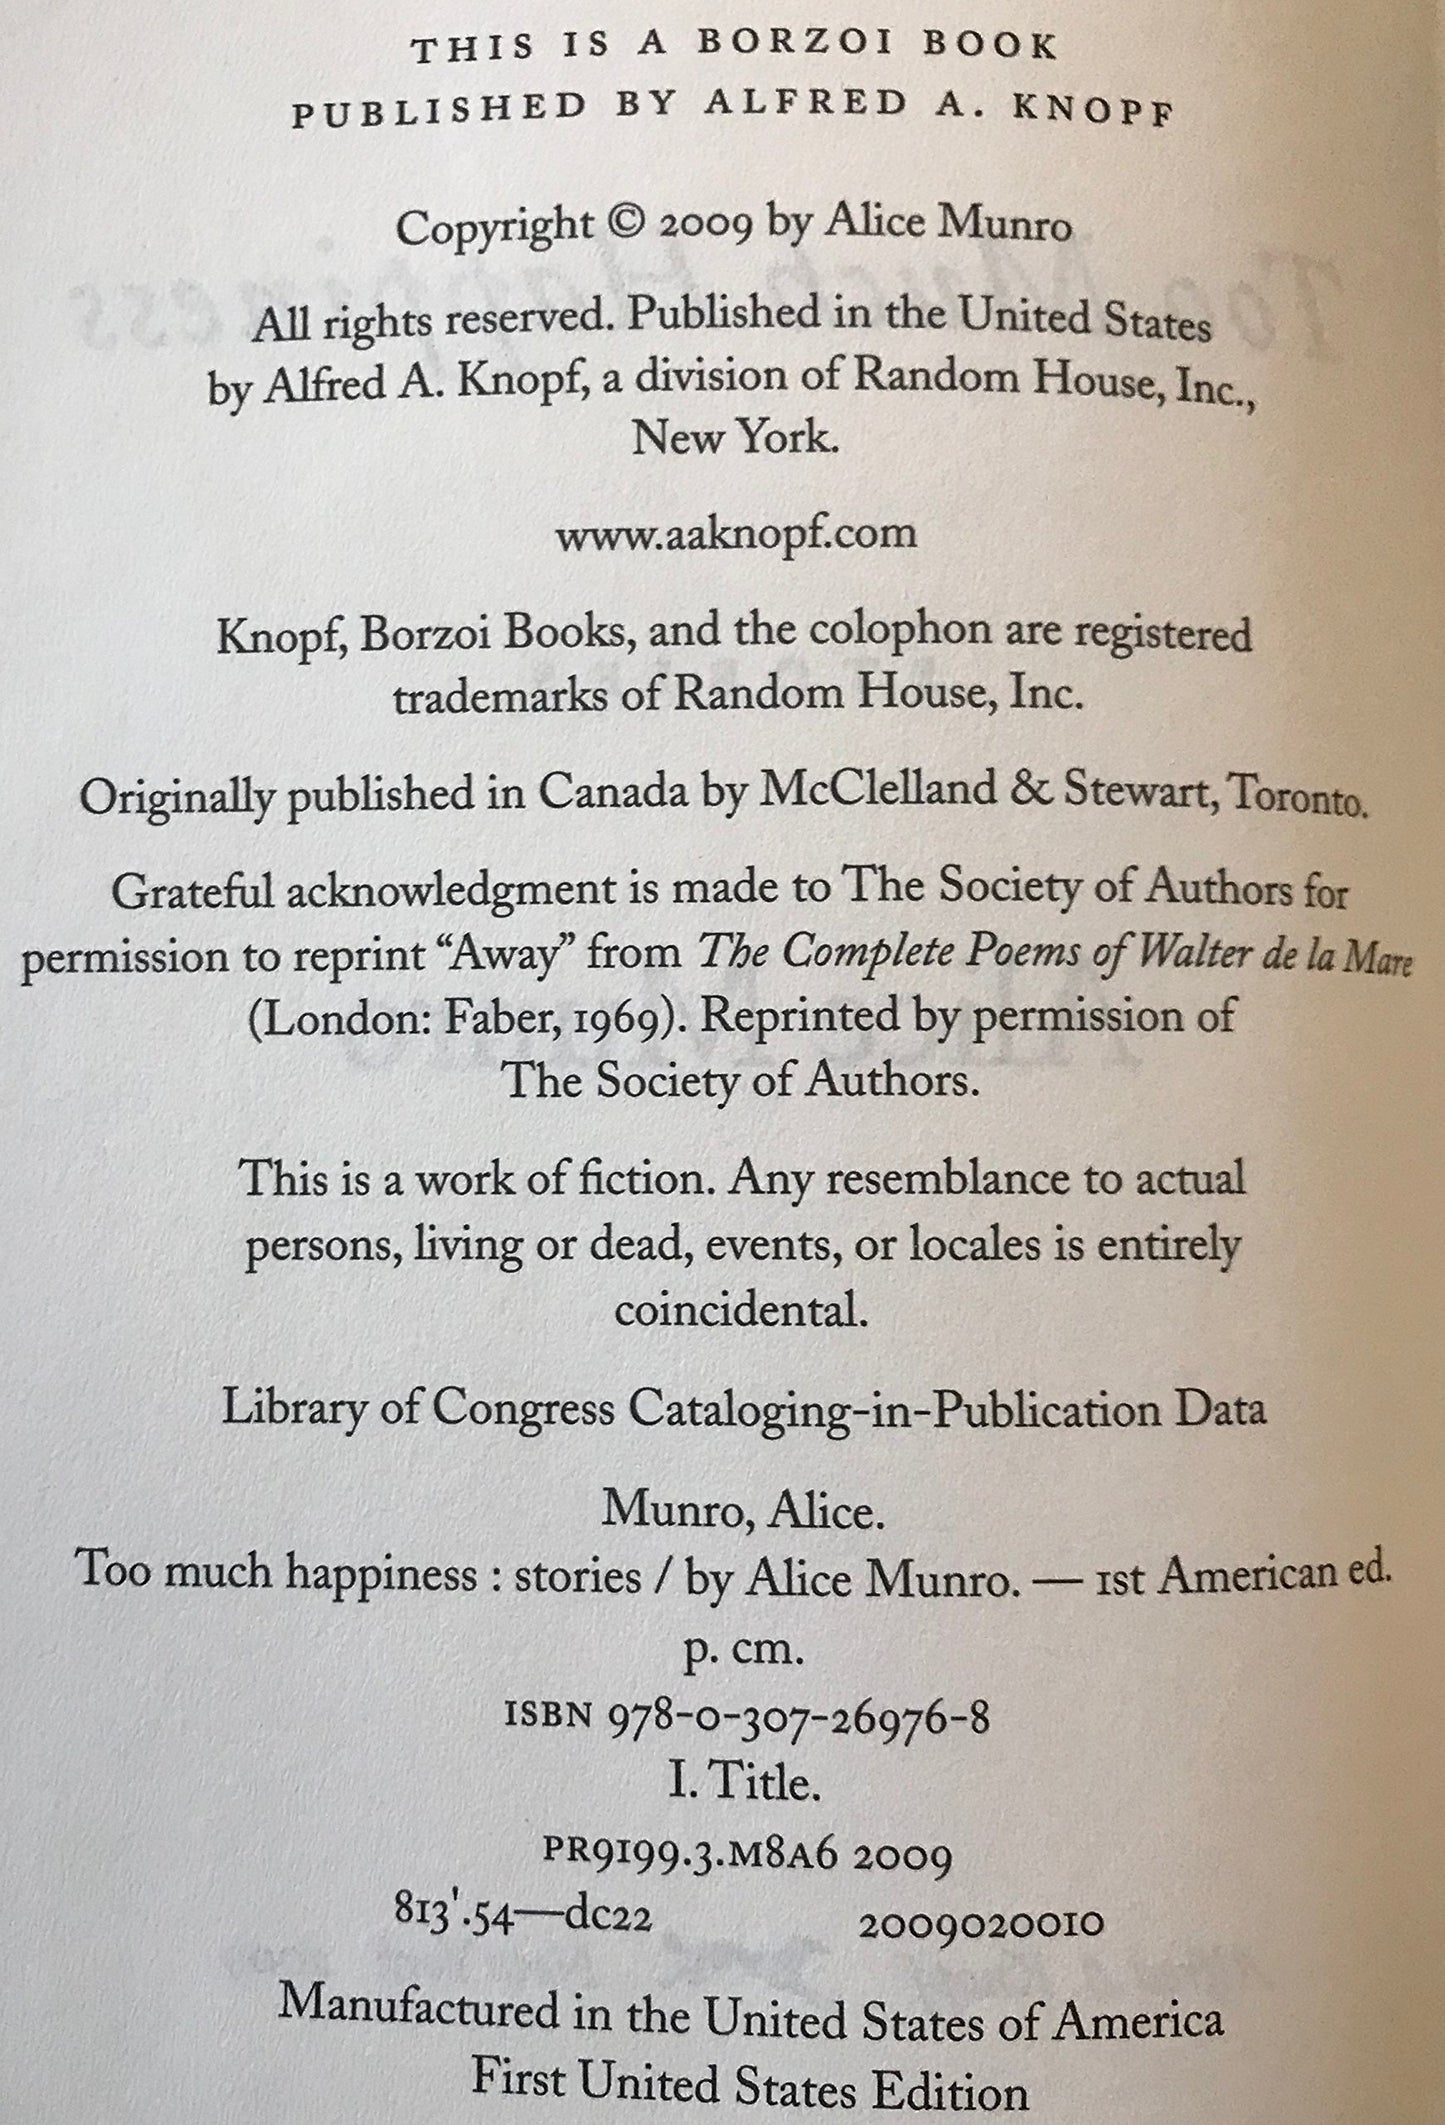 THIS IS A BORZOI BOOK
PUBLISHED BY ALFRED A. KNOPF
Copyright © 2009 by Alice Munro
All rights reserved. Published in the United States
by Alfred A. Knopf, a division of Random House, Inc.,
New York.
www.aaknopf.com
Knopf, Borzoi Books, and the colophon are registered
trademarks of Random House, Inc.
Originally published in Canada by McClelland & Stewart, Toronto.
Grateful acknowledgment is made to The Society of Authors for
permission to reprint “Away” from The Complete Poems of Walter de la Mare
(London: Faber, 1969). Reprinted by permission of
The Society of Authors.
This is a work of fiction. Any resemblance to actual
persons, living or dead, events, or locales is entirely
coincidental.
Library of Congress Cataloging-in-Publication Data
Munro, Alice.
Too much happiness : stories / by Alice Munro. — 1st American ed.
p. cm.
ISBN 978-0-307-26976-8
I. Title.
PR9199.3.M8A6 2009
813'.54—dc22 2009020010
Manufactured in the United States of America
First United States Edition